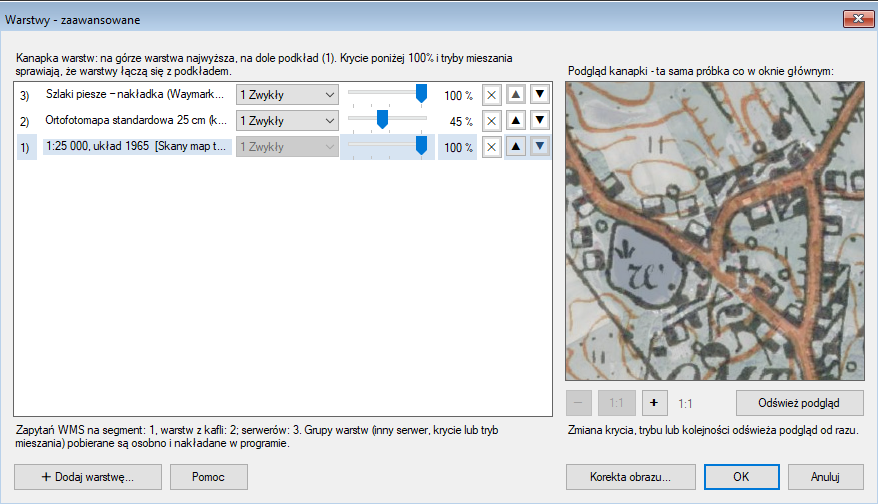 Warstwy - zaawansowane
Kanapka warstw: na górze warstwa najwyższa, na dole podkład (1). Krycie poniżej 100% i tryby mieszania
sprawiają, że warstwy łączą się z podkładem.
Podgląd kanapki - ta sama próbka co w oknie głównym:
3) Szlaki piesze – nakładka (Waymark... 1 Zwykły 100 %
2) Ortofotomapa standardowa 25 cm (k... 1 Zwykły 45 %
1) 1:25 000, układ 1965 [Skany map t... 1 Zwykły 100 %
w.
− 1:1 + 1:1 Odśwież podgląd
Zapytań WMS na segment: 1, warstw z kafli: 2; serwerów: 3. Grupy warstw (inny serwer, krycie lub tryb
mieszania) pobierane są osobno i nakładane w programie.
Zmiana krycia, trybu lub kolejności odświeża podgląd od razu.
+ Dodaj warstwę... Pomoc Korekta obrazu... OK Anuluj